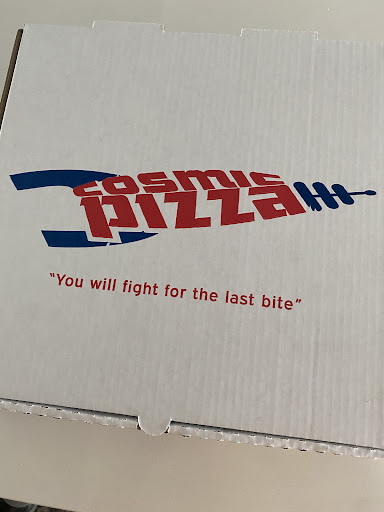 COSMIC
PIZZA
"You will fight for the last bite"